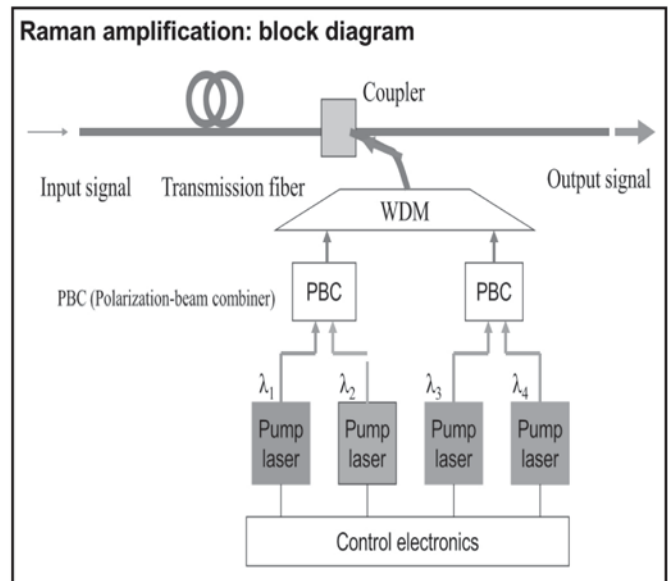 Raman amplification: block diagram
Coupler
Input signal
Transmission fiber
Output signal
WDM
PBC (Polarization-beam combiner)
PBC
PBC
λ1
λ2
λ3
λ4
Pump
laser
Pump
laser
Pump
laser
Pump
laser
Control electronics